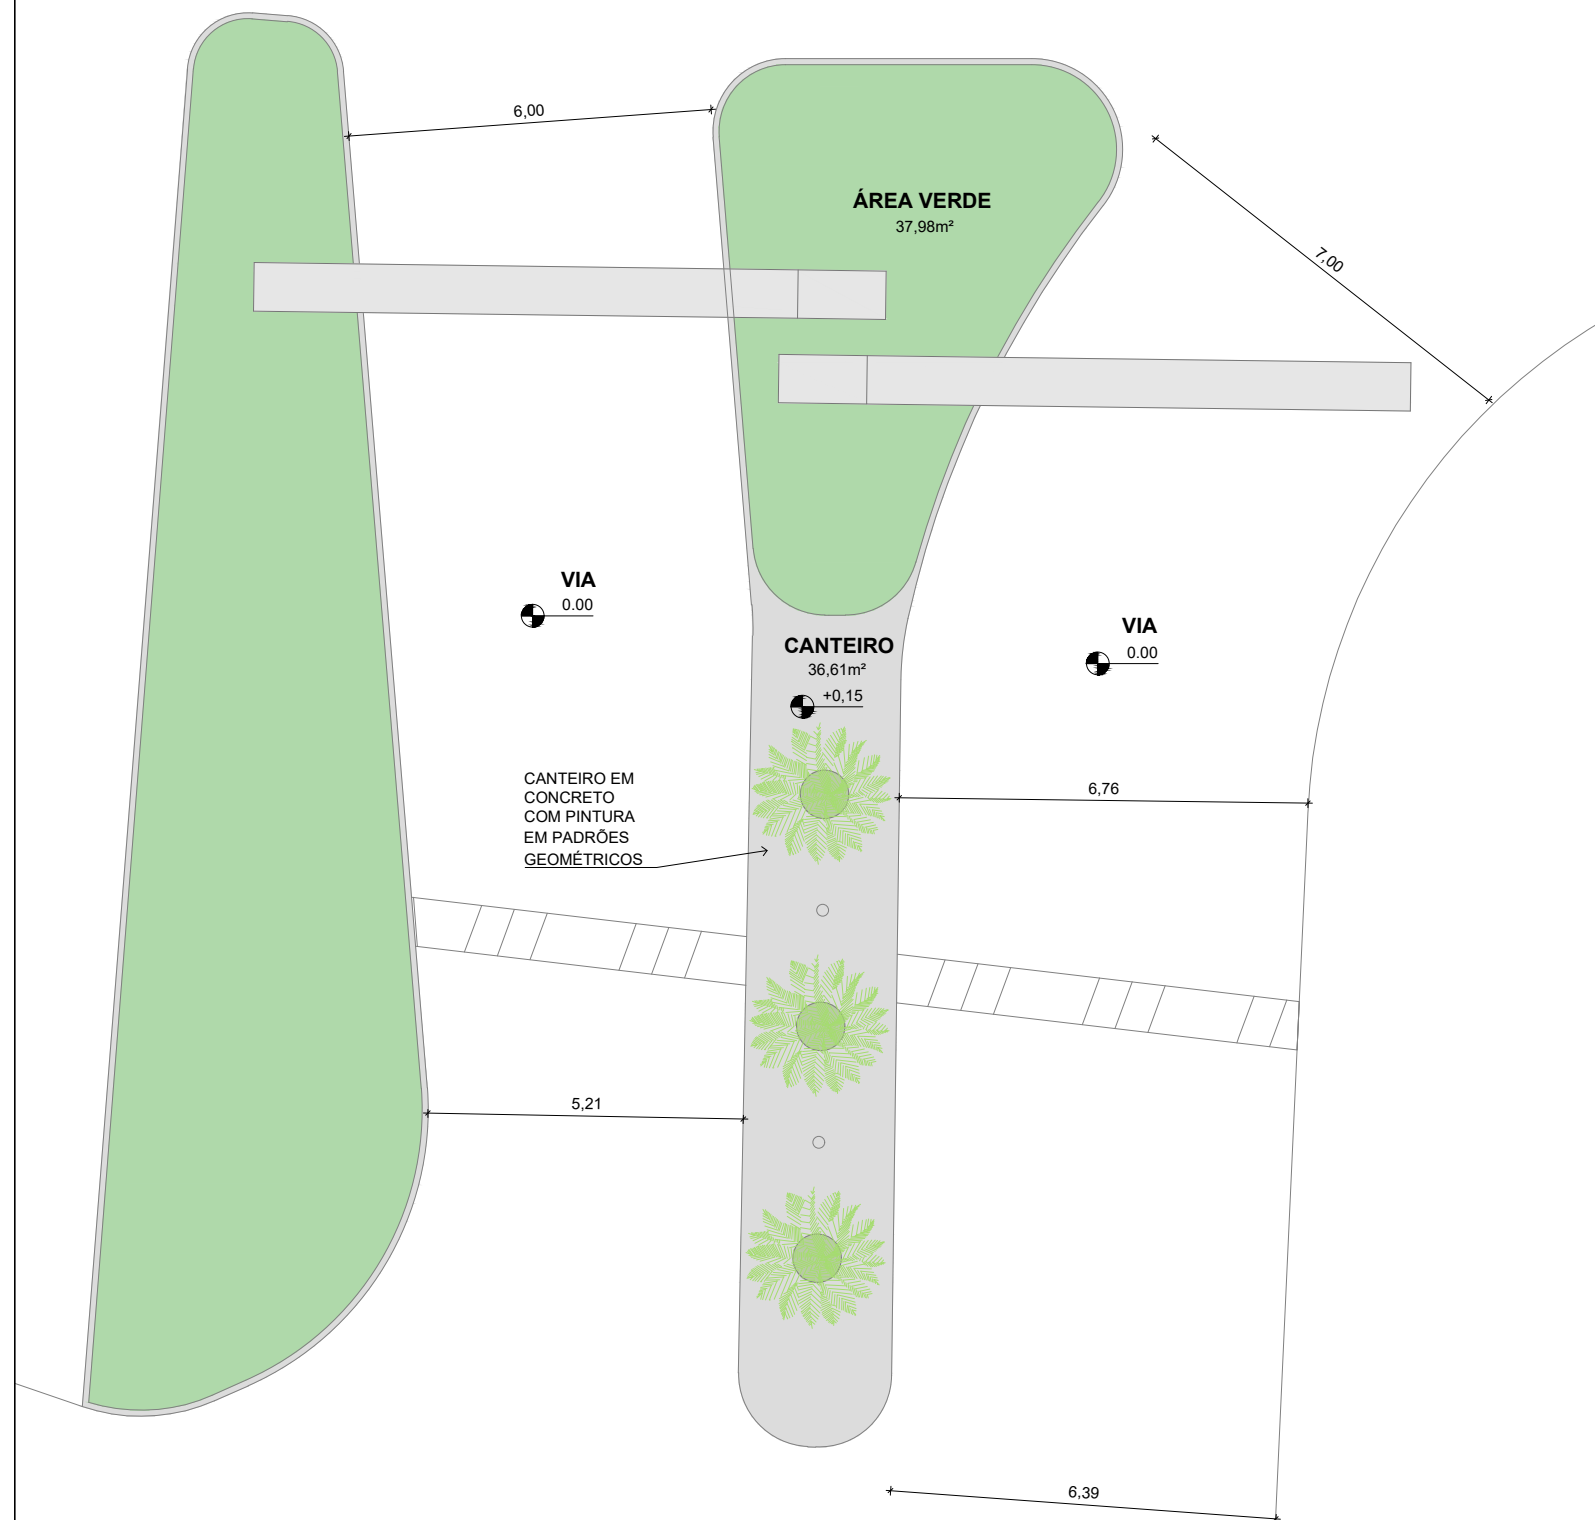 6,00
ÁREA VERDE
37,98m²
7,00
VIA
0.00
VIA
0.00
CANTEIRO
36,61m²
+0,15
CANTEIRO EM
CONCRETO
COM PINTURA
EM PADRÕES
GEOMÉTRICOS
6,76
5,21
6,39